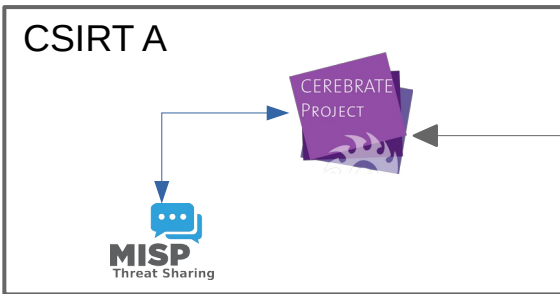 CSIRT A
CEREBRATE
PROJECT
MISP
Threat Sharing